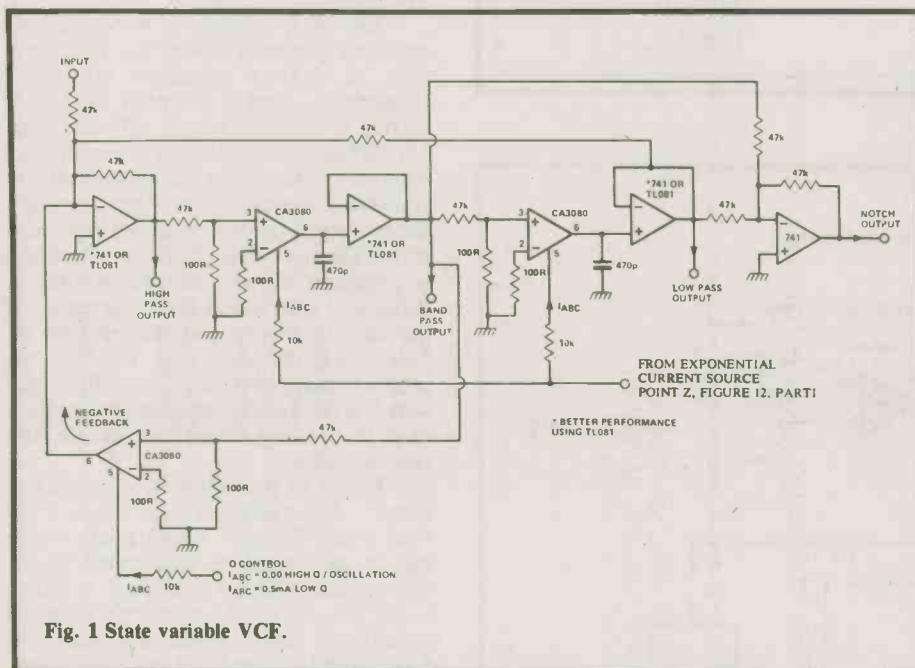 INPUT
47k
47k
47k
47k
47k
47k
CA3080
*741 OR
TL081
*741 OR
TL081
3
2
5
6
100R
100R
470p
*741 OR
TL081
HIGH
PASS
OUTPUT
IABC
10k
BAND
PASS
OUTPUT
47k
CA3080
3
2
5
6
100R
100R
470p
IABC
10k
47k
741
NOTCH
OUTPUT
LOW PASS
OUTPUT
FROM EXPONENTIAL
CURRENT SOURCE
POINT Z, FIGURE 12, PART1
* BETTER PERFORMANCE
USING TL081
NEGATIVE
FEEDBACK
47k
3
CA3080
6
5
2
100R
100R
IABC
10k
Q CONTROL
IABC = 0.00 HIGH Q / OSCILLATION
IABC = 0.5mA LOW Q
Fig. 1 State variable VCF.